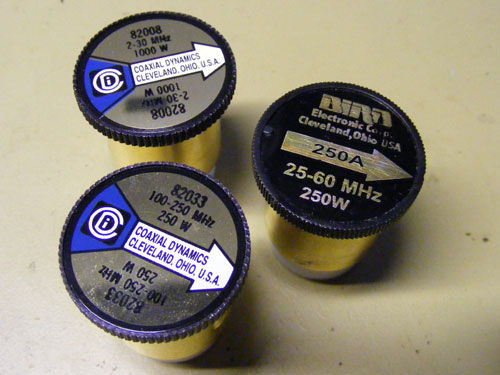 82008
2-30 MHz
1000 W
COAXIAL DYNAMICS
CLEVELAND, OHIO, U.S.A.
1000 W
2-30 MHz
82008
82033
100-250 MHz
250 W
COAXIAL DYNAMICS
CLEVELAND, OHIO, U.S.A.
250 W
100-250 MHz
82033
Bird
Electronic Corp.
Cleveland, Ohio USA
250A
25-60 MHz
250W